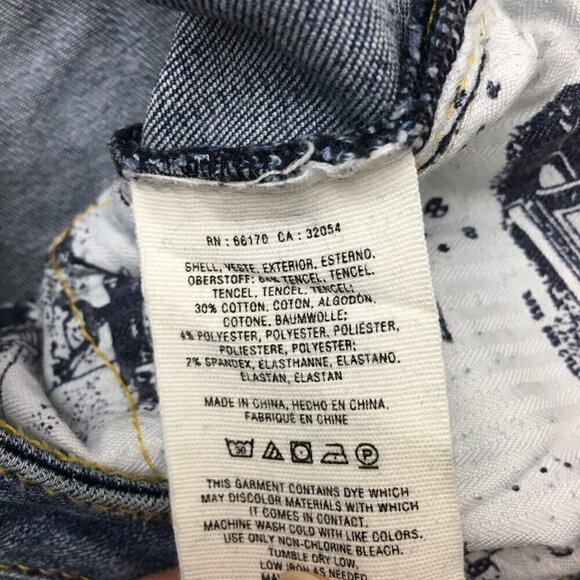 RN : 66170 CA : 32054
SHELL, VESTE, EXTERIOR, ESTERNO,
OBERSTOFF: 64% TENCEL, TENCEL,
TENCEL, TENCEL, TENCEL
30% COTTON, COTON, ALGODON,
COTONE, BAUMWOLLE;
4% POLYESTER, POLYESTER, POLIÉSTER,
POLIESTERE, POLYESTER;
2% SPANDEX, ELASTHANNE, ELASTANO,
ELASTAN, ELASTAN
MADE IN CHINA, HECHO EN CHINA,
FABRIQUÉ EN CHINE
30 P
THIS GARMENT CONTAINS DYE WHICH
MAY DISCOLOR MATERIALS WITH WHICH
IT COMES IN CONTACT.
MACHINE WASH COLD WITH LIKE COLORS.
USE ONLY NON-CHLORINE BLEACH.
TUMBLE DRY LOW,
LOW IRON AS NEEDED
MAY